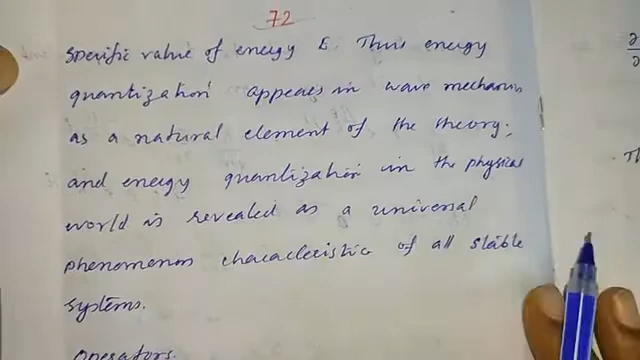 72
specific value of energy E. Thus energy
quantization appears in wave mechanics
as a natural element of the theory;
and energy quantization in the physical
world is revealed as a universal
phenomenon characteristic of all stable
systems.
Operators.
∂
∂
Th